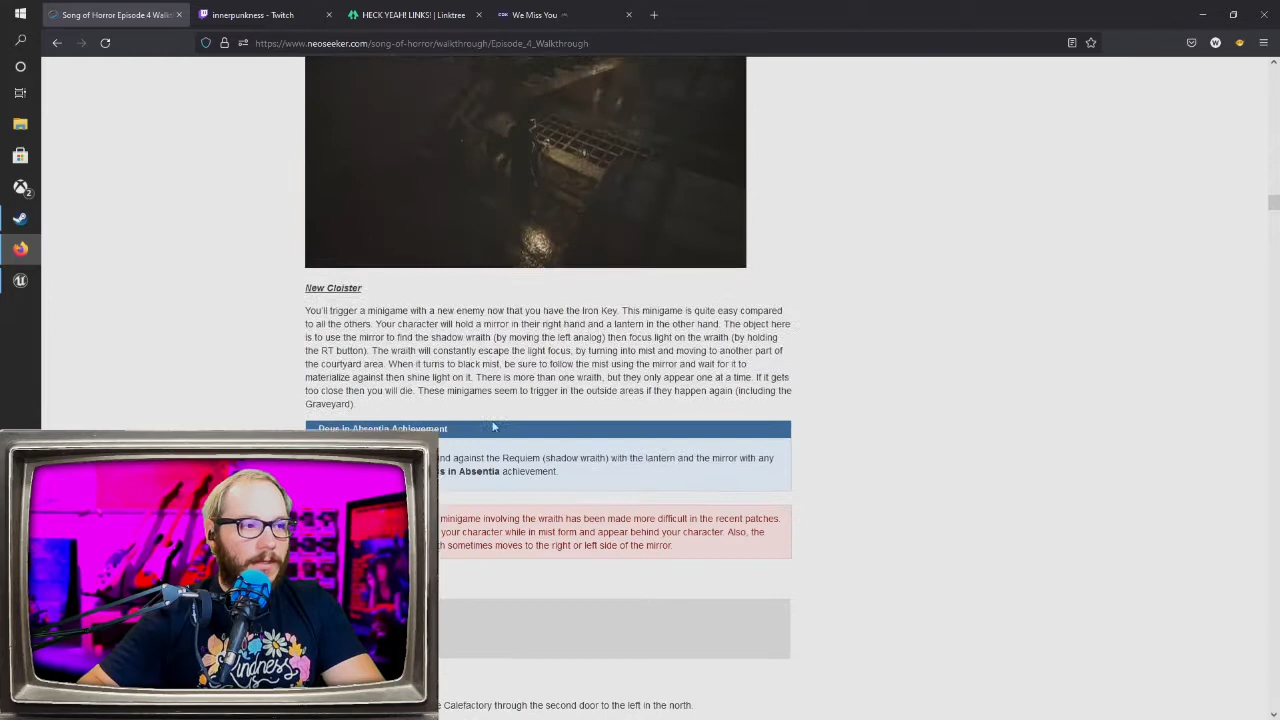 Song of Horror Episode 4 Walk
innerpunkness - Twitch
HECK YEAH! LINKS! | Linktree
We Miss You
https://www.neoseeker.com/song-of-horror/walkthrough/Episode_4_Walkthrough
2
New Cloister
You'll trigger a minigame with a new enemy now that you have the Iron Key. This minigame is quite easy compared
to all the others. Your character will hold a mirror in their right hand and a lantern in the other hand. The object here
is to use the mirror to find the shadow wraith (by moving the left analog) then focus light on the wraith (by holding
the RT button). The wraith will constantly escape the light focus, by turning into mist and moving to another part of
the courtyard area. When it turns to black mist, be sure to follow the mist using the mirror and wait for it to
materialize against then shine light on it. There is more than one wraith, but they only appear one at a time. If it gets
too close then you will die. These minigames seem to trigger in the outside areas if they happen again (including the
Graveyard).
Deus in Absentia Achievement
nd against the Requiem (shadow wraith) with the lantern and the mirror with any
s in Absentia achievement.
minigame involving the wraith has been made more difficult in the recent patches.
your character while in mist form and appear behind your character. Also, the
h sometimes moves to the right or left side of the mirror.
Kindness
Is
e Calefactory through the second door to the left in the north.